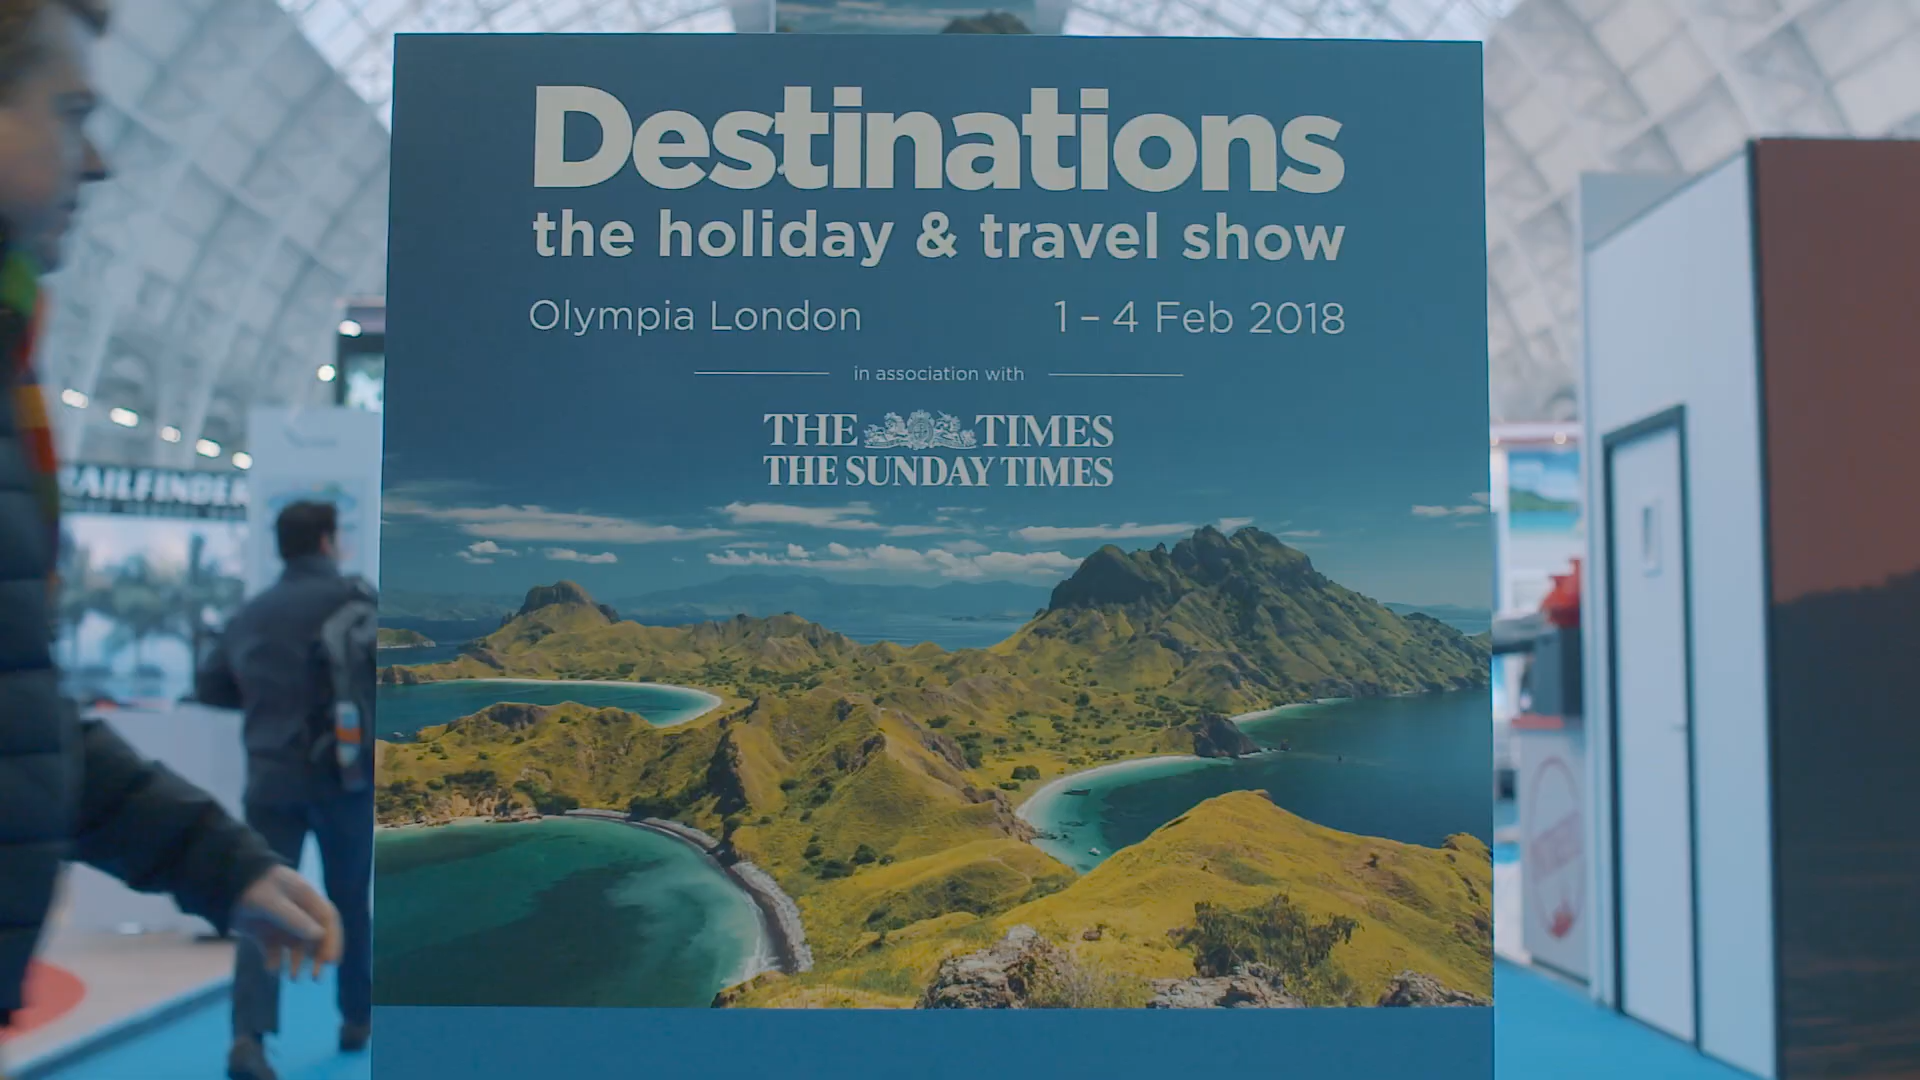 Destinations
the holiday & travel show
Olympia London 1 – 4 Feb 2018
in association with
THE TIMES
THE SUNDAY TIMES
RAILFINDER